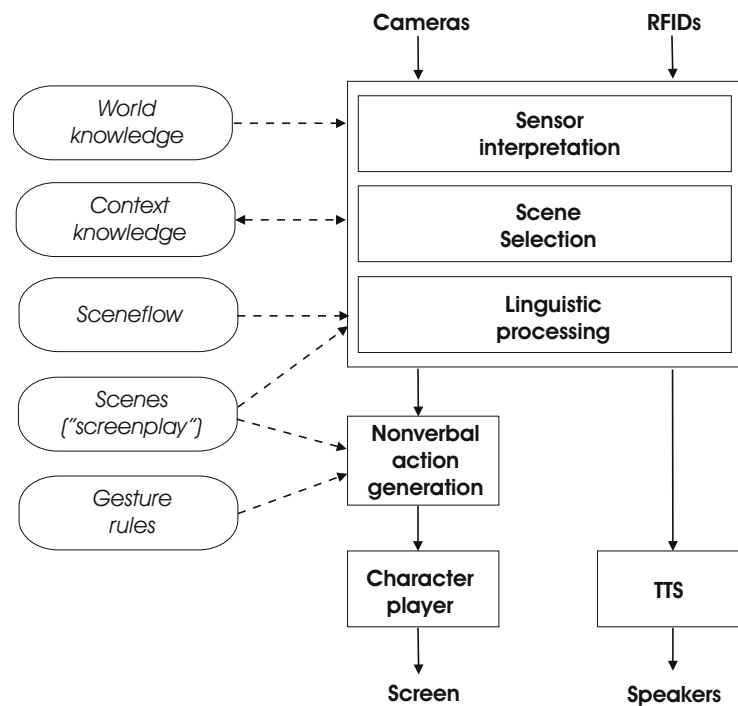 Cameras
RFIDs
World
knowledge
Sensor
interpretation
Context
knowledge
Scene
Selection
Sceneflow
Linguistic
processing
Scenes
("screenplay")
Nonverbal
action
generation
Gesture
rules
Character
player
TTS
Screen
Speakers